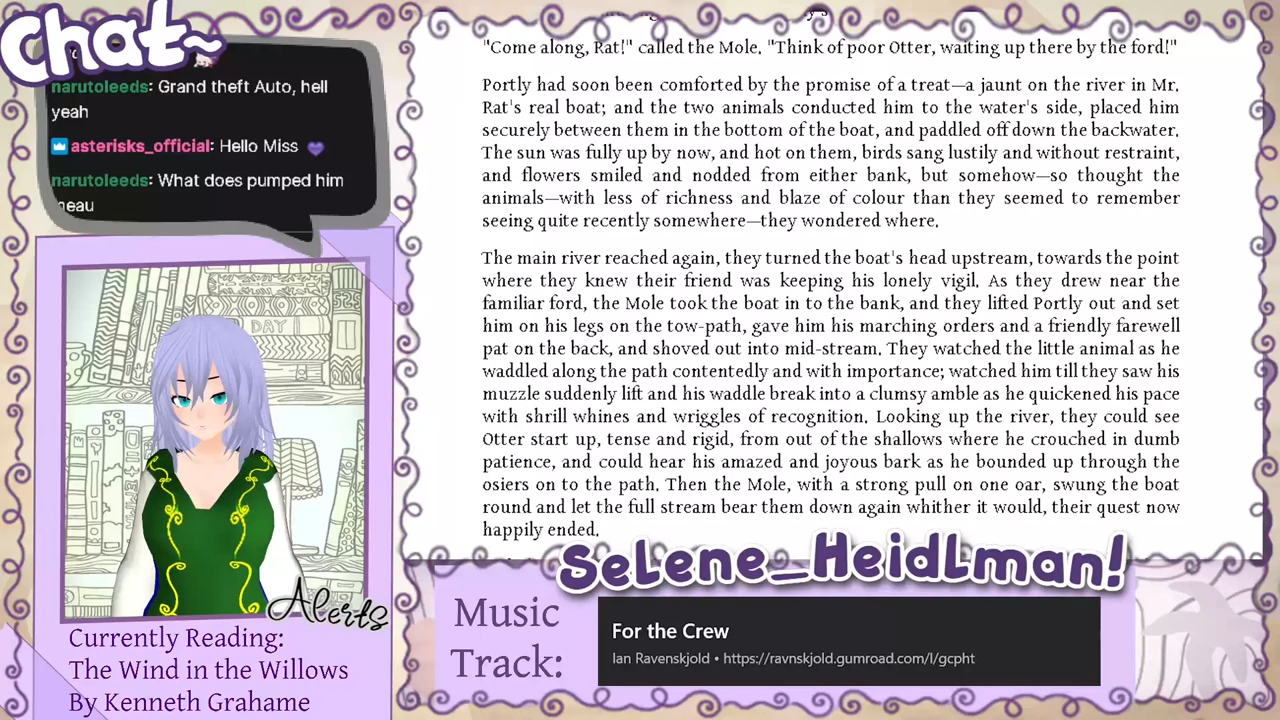 Chat~
narutoleeds: Grand theft Auto, hell
yeah
asterisks_official: Hello Miss 💜
narutoleeds: What does pumped him
meau
DAY
Alerts
Currently Reading:
The Wind in the Willows
By Kenneth Grahame
"Come along, Rat!" called the Mole. "Think of poor Otter, waiting up there by the ford!"
Portly had soon been comforted by the promise of a treat—a jaunt on the river in Mr.
Rat's real boat; and the two animals conducted him to the water's side, placed him
securely between them in the bottom of the boat, and paddled off down the backwater.
The sun was fully up by now, and hot on them, birds sang lustily and without restraint,
and flowers smiled and nodded from either bank, but somehow—so thought the
animals—with less of richness and blaze of colour than they seemed to remember
seeing quite recently somewhere—they wondered where.
The main river reached again, they turned the boat's head upstream, towards the point
where they knew their friend was keeping his lonely vigil. As they drew near the
familiar ford, the Mole took the boat in to the bank, and they lifted Portly out and set
him on his legs on the tow-path, gave him his marching orders and a friendly farewell
pat on the back, and shoved out into mid-stream. They watched the little animal as he
waddled along the path contentedly and with importance; watched him till they saw his
muzzle suddenly lift and his waddle break into a clumsy amble as he quickened his pace
with shrill whines and wriggles of recognition. Looking up the river, they could see
Otter start up, tense and rigid, from out of the shallows where he crouched in dumb
patience, and could hear his amazed and joyous bark as he bounded up through the
osiers on to the path. Then the Mole, with a strong pull on one oar, swung the boat
round and let the full stream bear them down again whither it would, their quest now
happily ended.
Selene_Heidlman!
Music
Track:
For the Crew
Ian Ravenskjold • https://ravnskjold.gumroad.com/l/gcpht